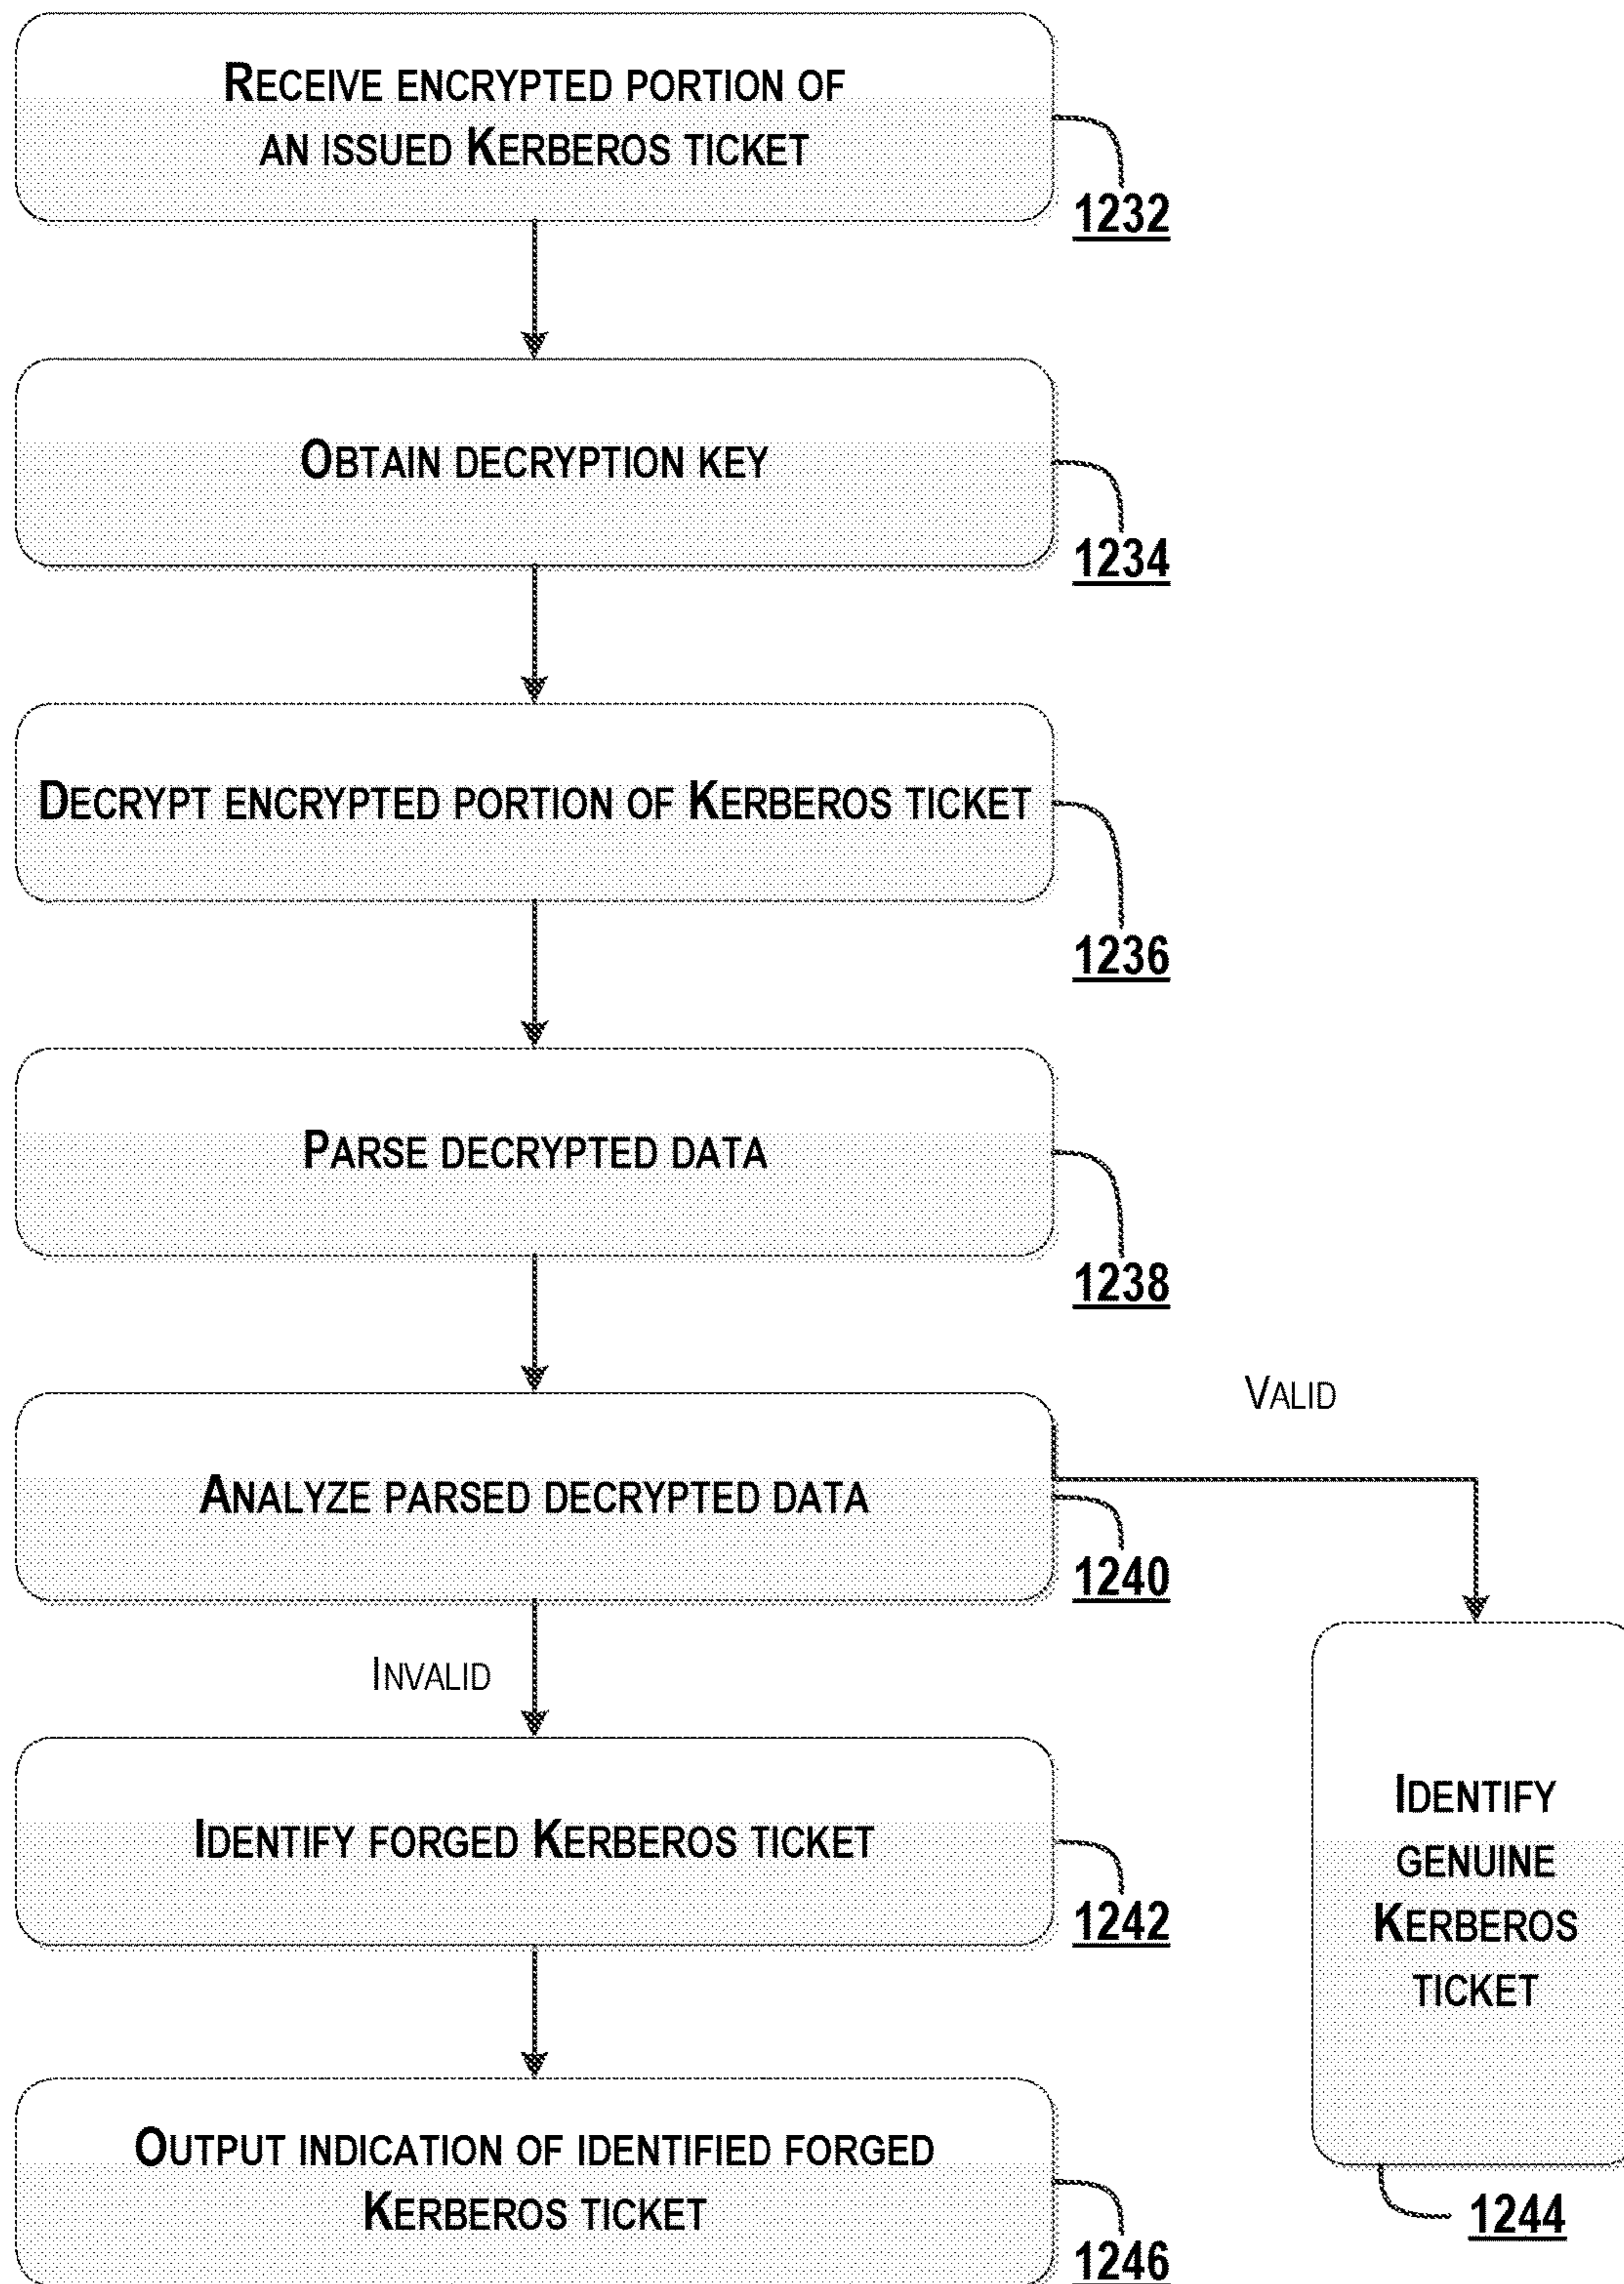 RECEIVE ENCRYPTED PORTION OF
AN ISSUED KERBEROS TICKET
1232
OBTAIN DECRYPTION KEY
1234
DECRYPT ENCRYPTED PORTION OF KERBEROS TICKET
1236
PARSE DECRYPTED DATA
1238
VALID
ANALYZE PARSED DECRYPTED DATA
1240
INVALID
IDENTIFY FORGED KERBEROS TICKET
1242
IDENTIFY
GENUINE
KERBEROS
TICKET
1244
OUTPUT INDICATION OF IDENTIFIED FORGED
KERBEROS TICKET
1246